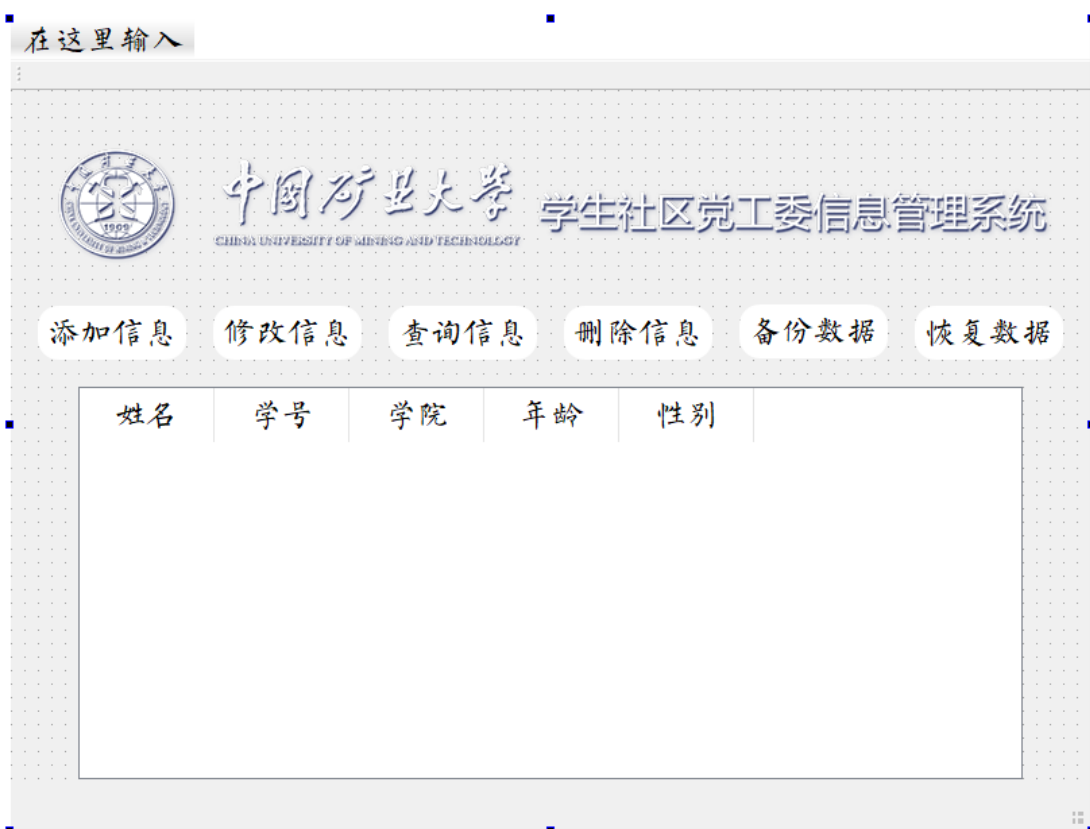 在这里输入
中国矿业大学
CHINA UNIVERSITY OF MINING AND TECHNOLOGY
1909
学生社区党工委信息管理系统
添加信息 修改信息 查询信息 删除信息 备份数据 恢复数据
姓名 学号 学院 年龄 性别